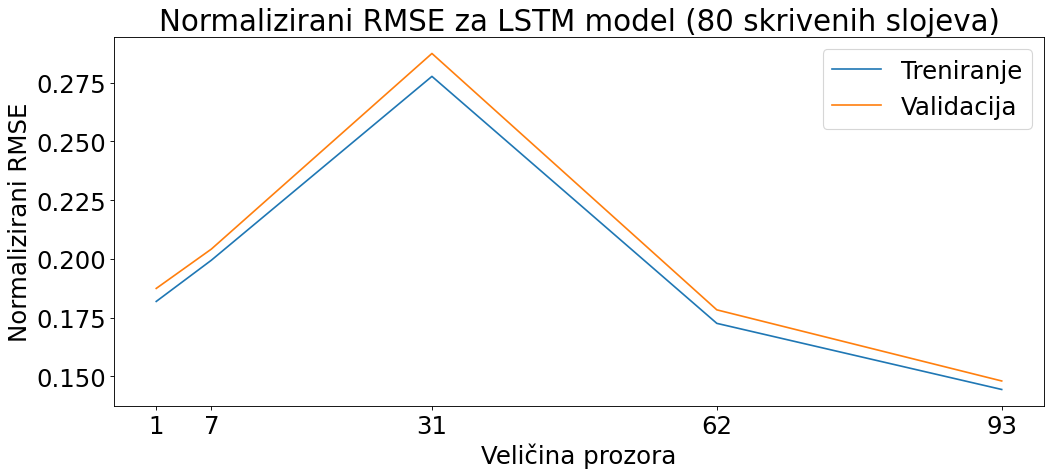 Normalizirani RMSE za LSTM model (80 skrivenih slojeva)
Treniranje
Validacija
Normalizirani RMSE
0.275
0.250
0.225
0.200
0.175
0.150
1 7 31 62 93
Veličina prozora